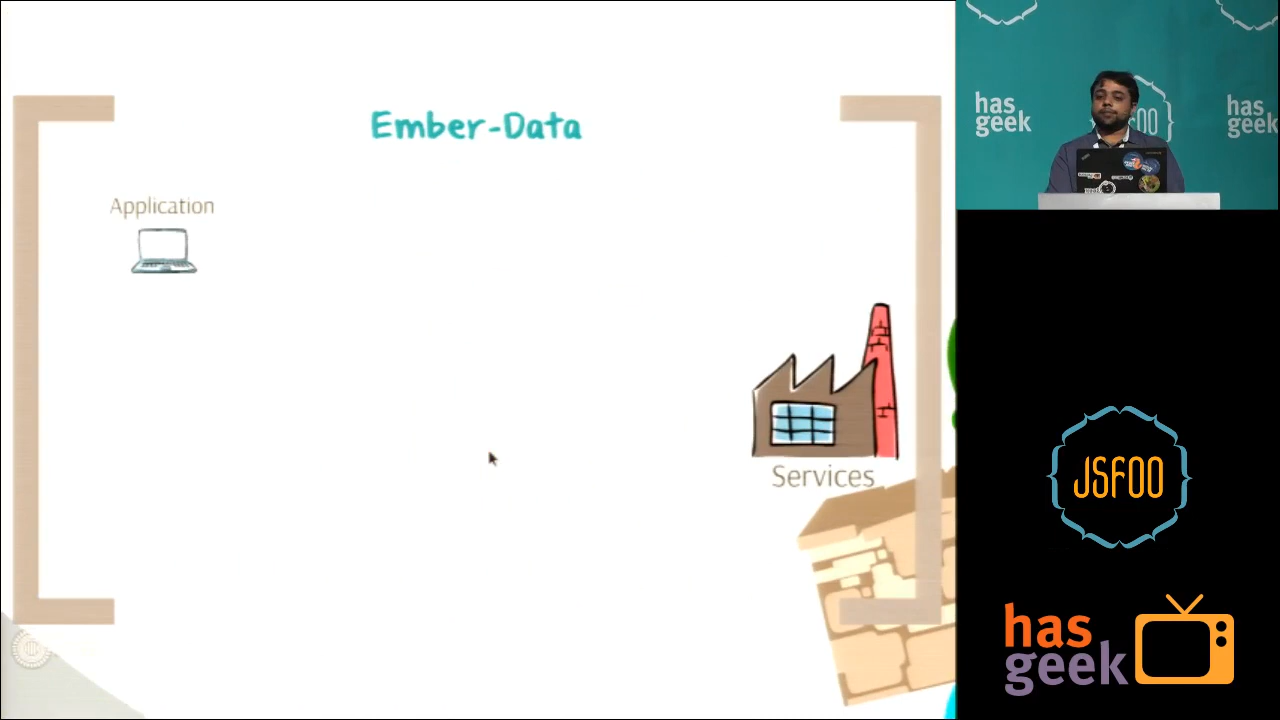 Ember-Data
Application
Services
has
geek
has
geek
JSFOO
has
geek